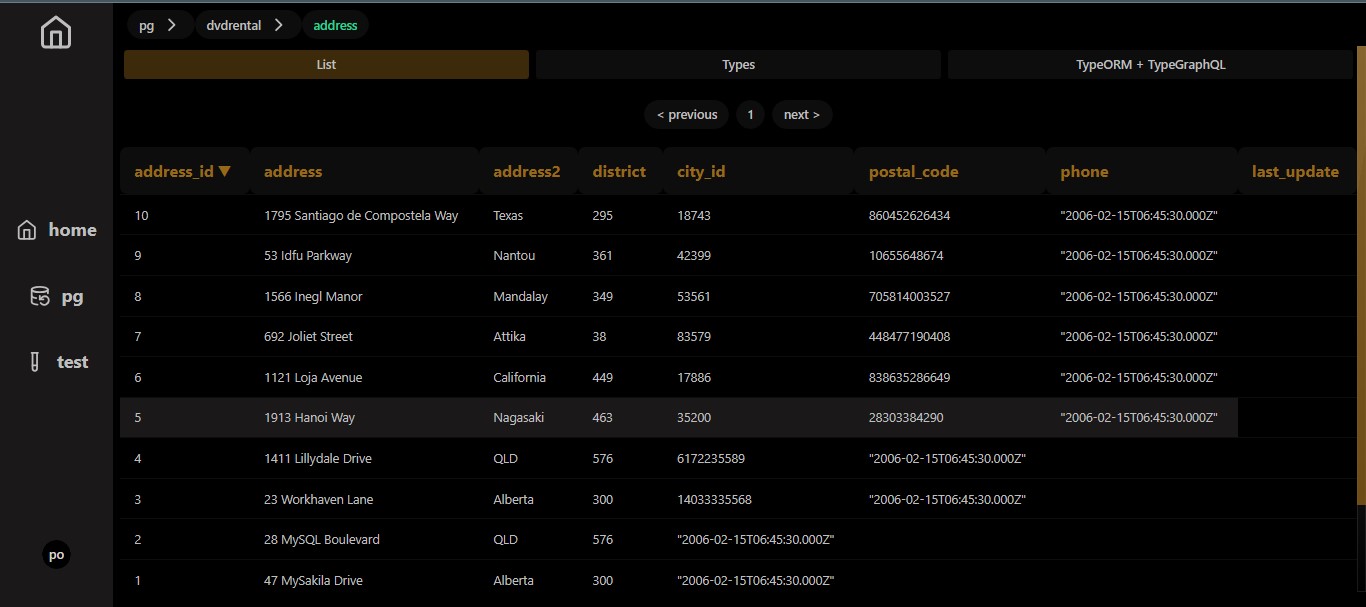 pg > dvdrental > address
List Types TypeORM + TypeGraphQL
< previous 1 next >
address_id ▼ address address2 district city_id postal_code phone last_update
10 1795 Santiago de Compostela Way Texas 295 18743 860452626434 "2006-02-15T06:45:30.000Z"
9 53 Idfu Parkway Nantou 361 42399 10655648674 "2006-02-15T06:45:30.000Z"
8 1566 Inegl Manor Mandalay 349 53561 705814003527 "2006-02-15T06:45:30.000Z"
7 692 Joliet Street Attika 38 83579 448477190408 "2006-02-15T06:45:30.000Z"
6 1121 Loja Avenue California 449 17886 838635286649 "2006-02-15T06:45:30.000Z"
5 1913 Hanoi Way Nagasaki 463 35200 28303384290 "2006-02-15T06:45:30.000Z"
4 1411 Lillydale Drive QLD 576 6172235589 "2006-02-15T06:45:30.000Z"
3 23 Workhaven Lane Alberta 300 14033335568 "2006-02-15T06:45:30.000Z"
2 28 MySQL Boulevard QLD 576 "2006-02-15T06:45:30.000Z"
1 47 MySakila Drive Alberta 300 "2006-02-15T06:45:30.000Z"
home
pg
test
po